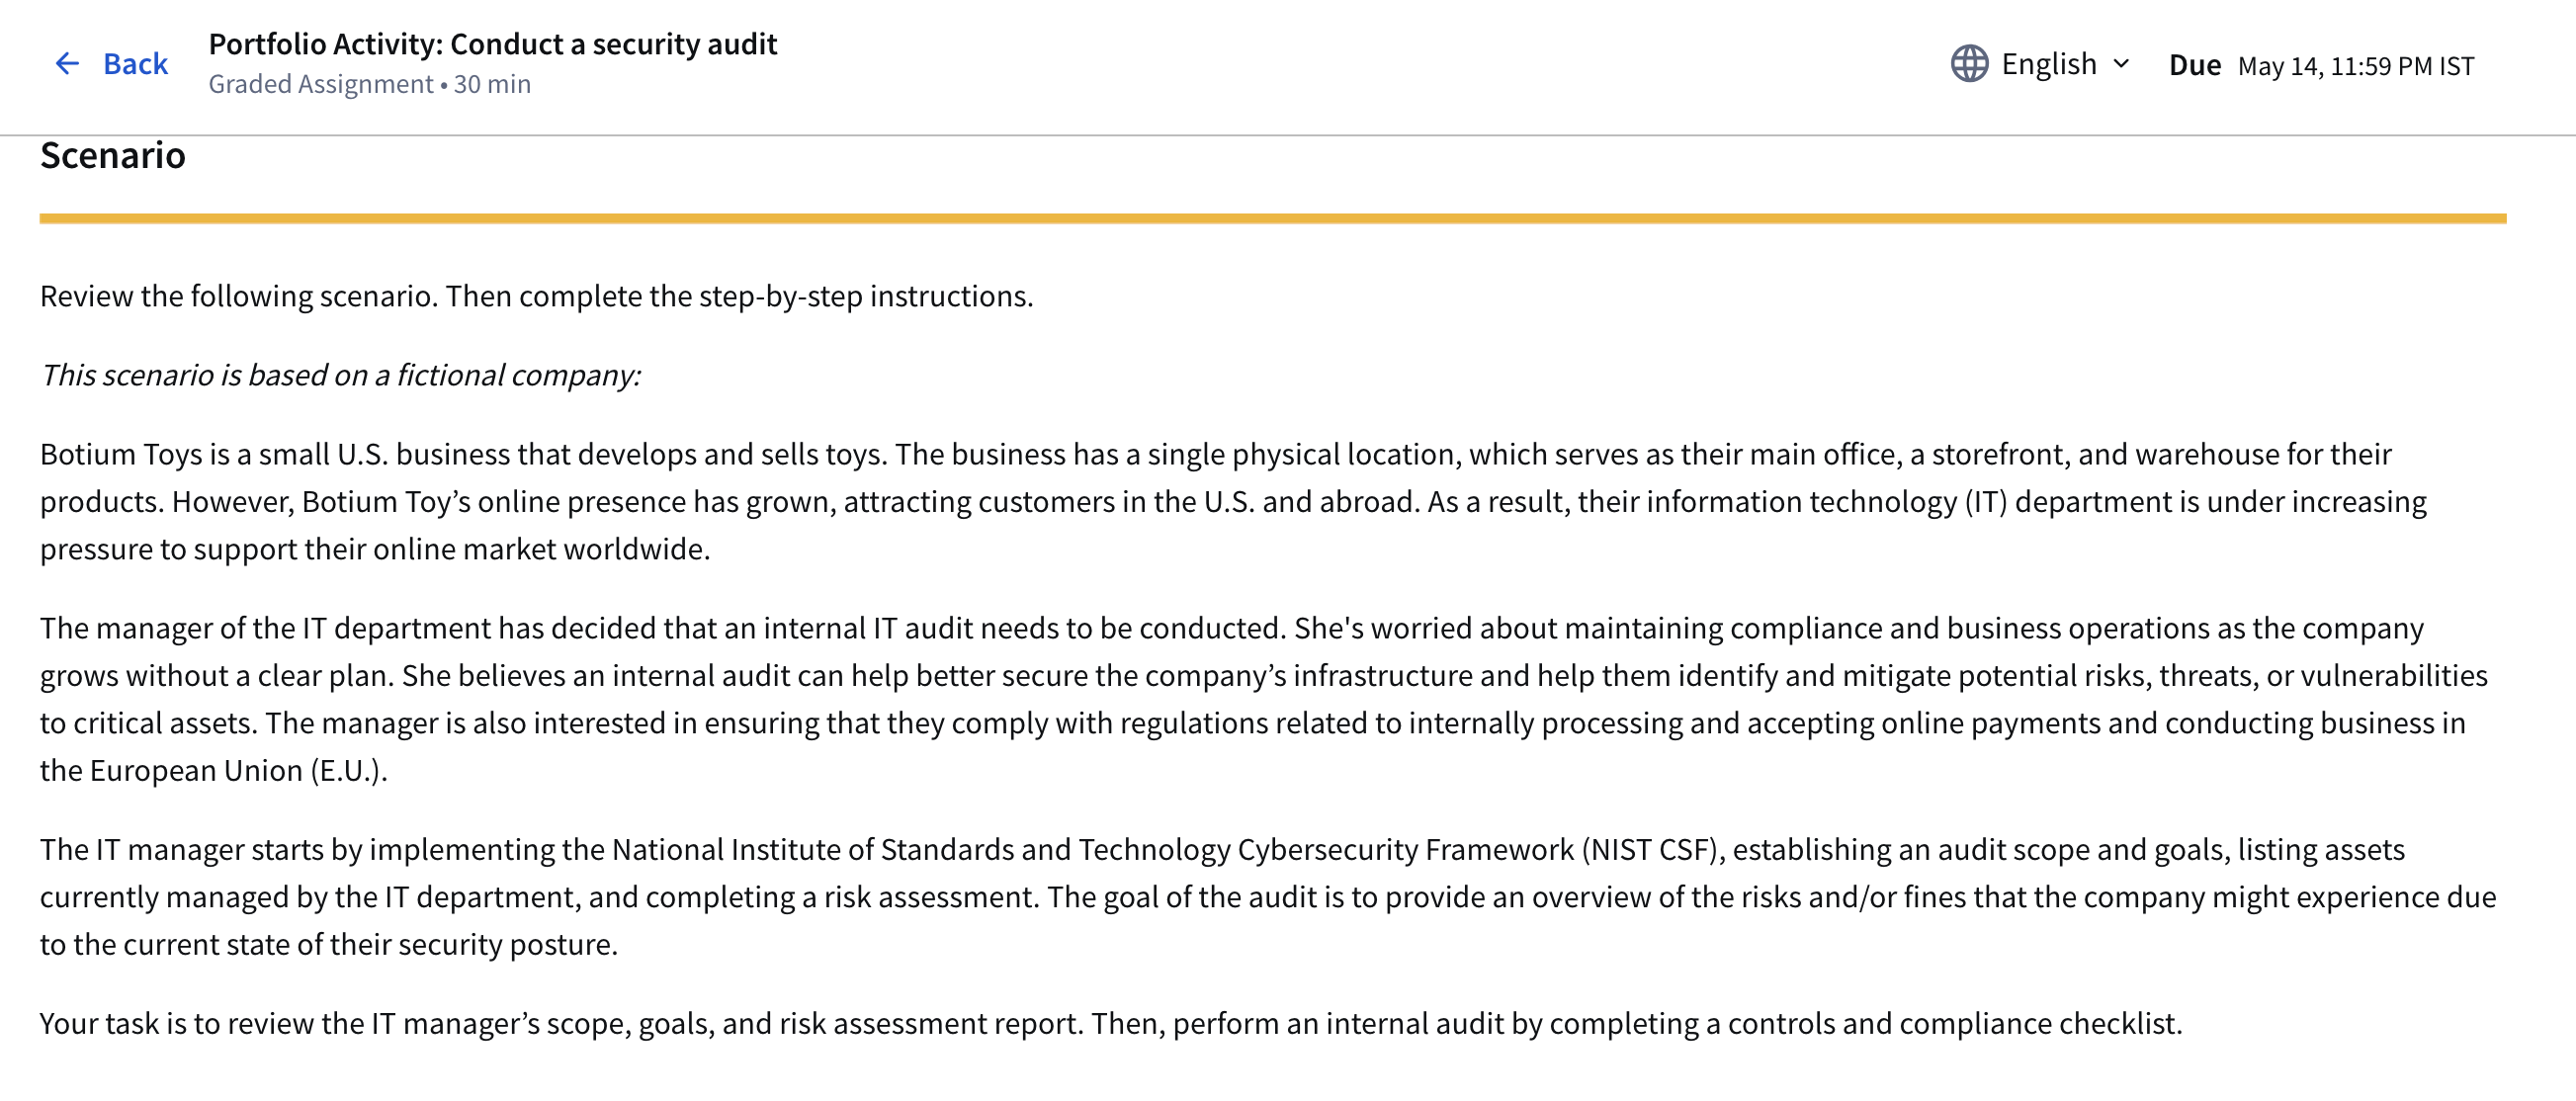 Back
Portfolio Activity: Conduct a security audit
Graded Assignment • 30 min
English
Due May 14, 11:59 PM IST
Scenario
Review the following scenario. Then complete the step-by-step instructions.
This scenario is based on a fictional company:
Botium Toys is a small U.S. business that develops and sells toys. The business has a single physical location, which serves as their main office, a storefront, and warehouse for their
products. However, Botium Toy’s online presence has grown, attracting customers in the U.S. and abroad. As a result, their information technology (IT) department is under increasing
pressure to support their online market worldwide.
The manager of the IT department has decided that an internal IT audit needs to be conducted. She's worried about maintaining compliance and business operations as the company
grows without a clear plan. She believes an internal audit can help better secure the company’s infrastructure and help them identify and mitigate potential risks, threats, or vulnerabilities
to critical assets. The manager is also interested in ensuring that they comply with regulations related to internally processing and accepting online payments and conducting business in
the European Union (E.U.).
The IT manager starts by implementing the National Institute of Standards and Technology Cybersecurity Framework (NIST CSF), establishing an audit scope and goals, listing assets
currently managed by the IT department, and completing a risk assessment. The goal of the audit is to provide an overview of the risks and/or fines that the company might experience due
to the current state of their security posture.
Your task is to review the IT manager’s scope, goals, and risk assessment report. Then, perform an internal audit by completing a controls and compliance checklist.